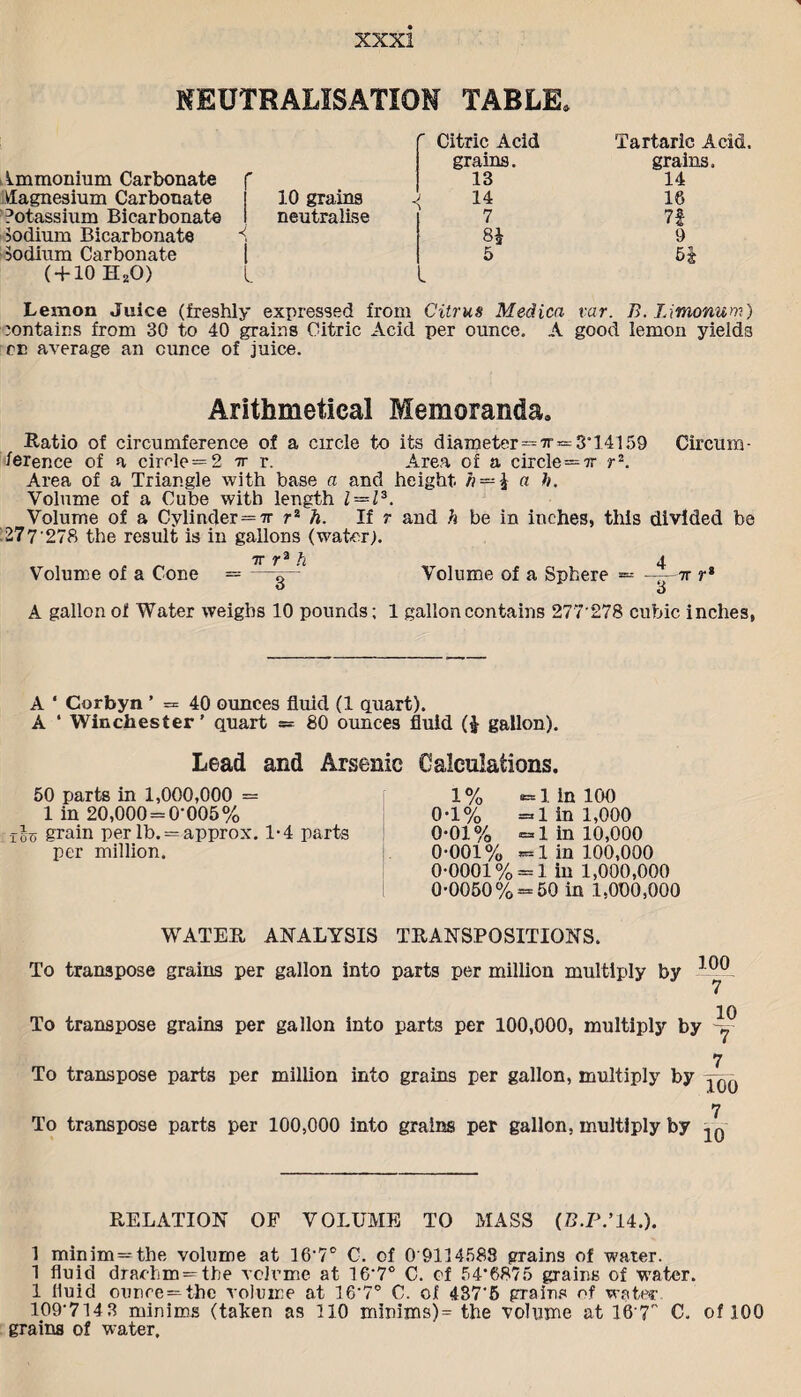 xxxi
NEUTRALISATION TABLE.
Citric Acid Tartaric Acid.
grains. grains.
Ammonium Carbonate 13 14
Magnesium Carbonate 10 grains 14 16
Potassium Bicarbonate neutralise 7 7¾
Sodium Bicarbonate 8½ 9
Sodium Carbonate 5
(+10 H₂O)
Lemon Juice (freshly expressed from Citrus Medica var. B. Limonum)
contains from 30 to 40 grains Citric Acid per ounce. A good lemon yields
on average an ounce of juice.
Arithmetical Memoranda.
Ratio of circumference of a circle to its diameter=π=3·14159 Circum-
ference of a circle=2 π r. Area of a circle=π r².
Area of a Triangle with base a and height h=½ a h.
Volume of a Cube with length l=l³.
Volume of a Cylinder=π r² h. If r and h be in inches, this divided be
277·278 the result is in gallons (water).
Volume of a Cone = π r² h / 3 Volume of a Sphere = 4/3 π r³
A gallon of Water weighs 10 pounds; 1 gallon contains 277·278 cubic inches,
A ‘ Corbyn ’ = 40 ounces fluid (1 quart).
A ‘ Winchester ’ quart = 80 ounces fluid (½ gallon).
Lead and Arsenic Calculations.
50 parts in 1,000,000 = 1% =1 in 100
1 in 20,000=0·005% 0·1% =1 in 1,000
1/100 grain per lb.=approx. 1·4 parts 0·01% =1 in 10,000
per million. 0·001% =1 in 100,000
0·0001%=1 in 1,000,000
0·0050%=50 in 1,000,000
WATER ANALYSIS TRANSPOSITIONS.
To transpose grains per gallon into parts per million multiply by 100/7
To transpose grains per gallon into parts per 100,000, multiply by 10/7
To transpose parts per million into grains per gallon, multiply by 7/100
To transpose parts per 100,000 into grains per gallon, multiply by 7/10
RELATION OF VOLUME TO MASS (B.P.’14.).
1 minim=the volume at 16·7° C. of 0·9114583 grains of water.
1 fluid drachm=the volume at 16·7° C. of 54·6875 grains of water.
1 fluid ounce=the volume at 16·7° C. of 437·5 grains of water.
109·7143 minims (taken as 110 minims)= the volume at 16·7° C. of 100
grains of water.